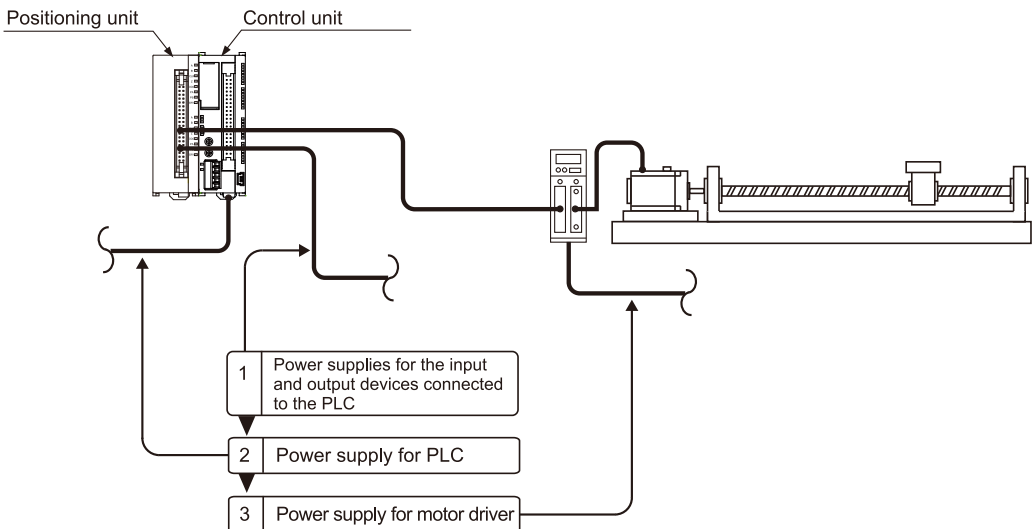 Positioning unit
Control unit
1
Power supplies for the input
and output devices connected
to the PLC
2
Power supply for PLC
3
Power supply for motor driver